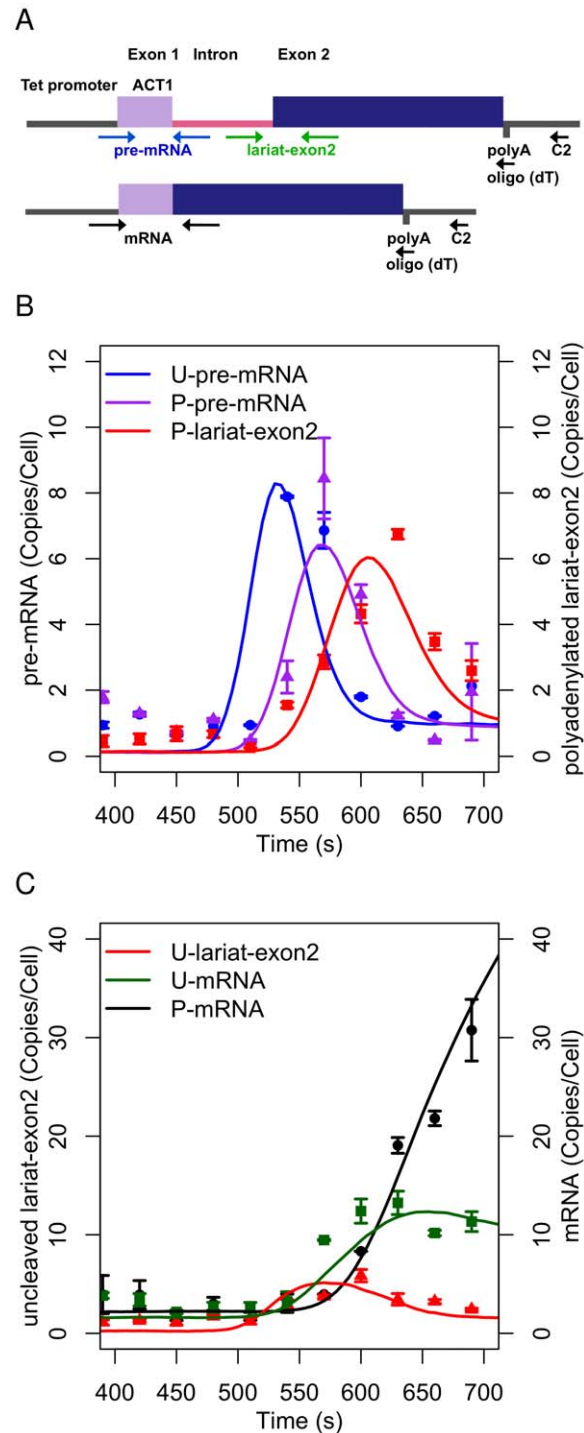 A
Exon 1 Intron Exon 2
Tet promoter ACT1
pre-mRNA lariat-exon2 polyA C2
oligo (dT)
mRNA polyA C2
oligo (dT)
B
U-pre-mRNA
P-pre-mRNA
P-lariat-exon2
pre-mRNA (Copies/Cell)
0 2 4 6 8 10 12
polyadenylated lariat-exon2 (Copies/Cell)
0 2 4 6 8 10 12
400 450 500 550 600 650 700
Time (s)
C
U-lariat-exon2
U-mRNA
P-mRNA
uncleaved lariat-exon2 (Copies/Cell)
0 10 20 30 40
mRNA (Copies/Cell)
0 10 20 30 40
400 450 500 550 600 650 700
Time (s)